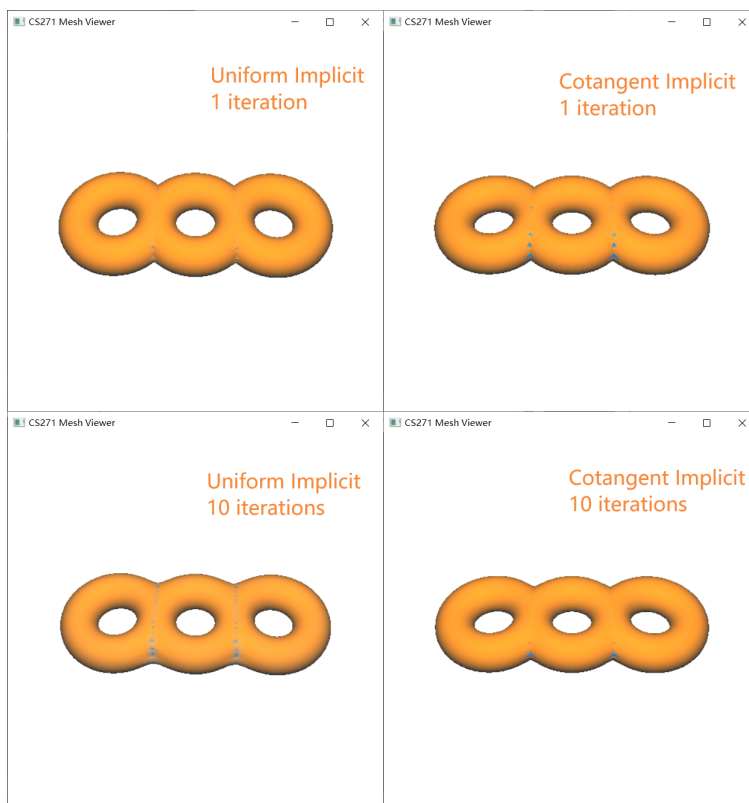 CS271 Mesh Viewer
CS271 Mesh Viewer
Uniform Implicit
1 iteration
Cotangent Implicit
1 iteration
CS271 Mesh Viewer
CS271 Mesh Viewer
Uniform Implicit
10 iterations
Cotangent Implicit
10 iterations